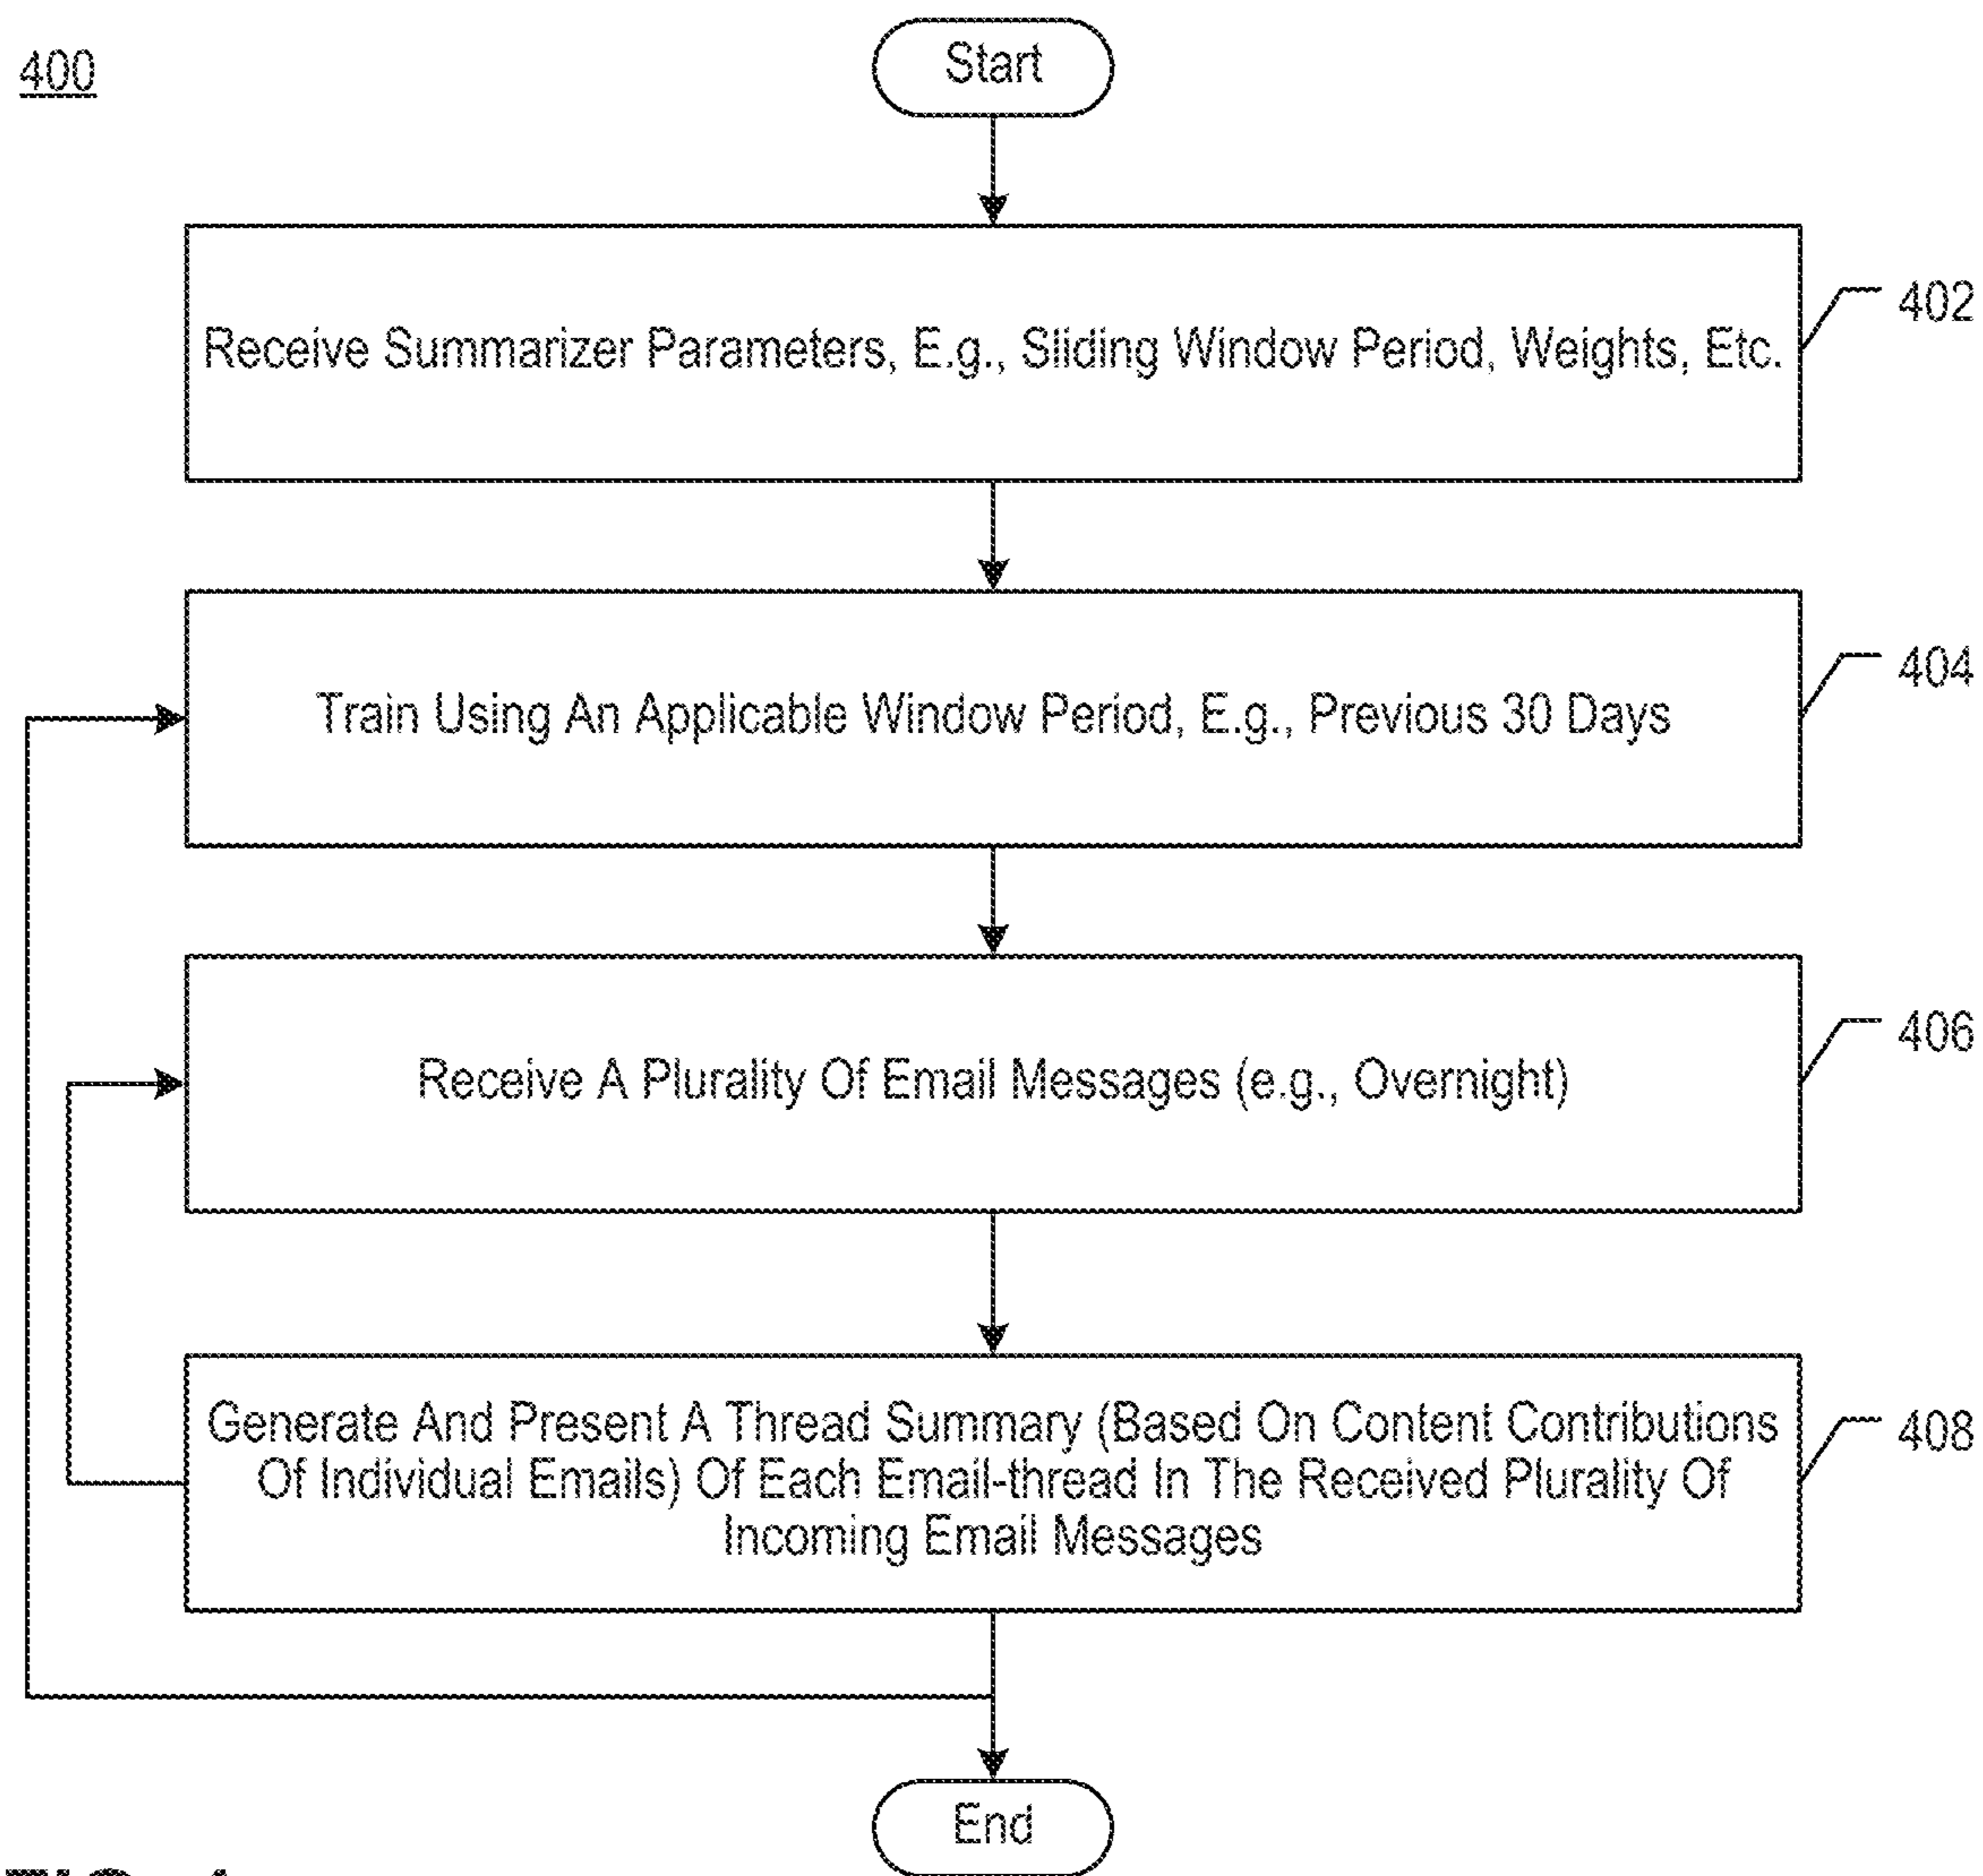 400
Start
Receive Summarizer Parameters, E.g., Sliding Window Period, Weights, Etc.
402
Train Using An Applicable Window Period, E.g., Previous 30 Days
404
Receive A Plurality Of Email Messages (e.g., Overnight)
406
Generate And Present A Thread Summary (Based On Content Contributions
Of Individual Emails) Of Each Email-thread In The Received Plurality Of
Incoming Email Messages
408
End